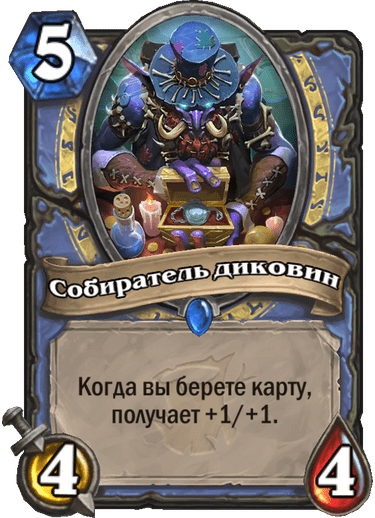 5
Собиратель диковин
Когда вы берете карту,
получает +1/+1.
4
4